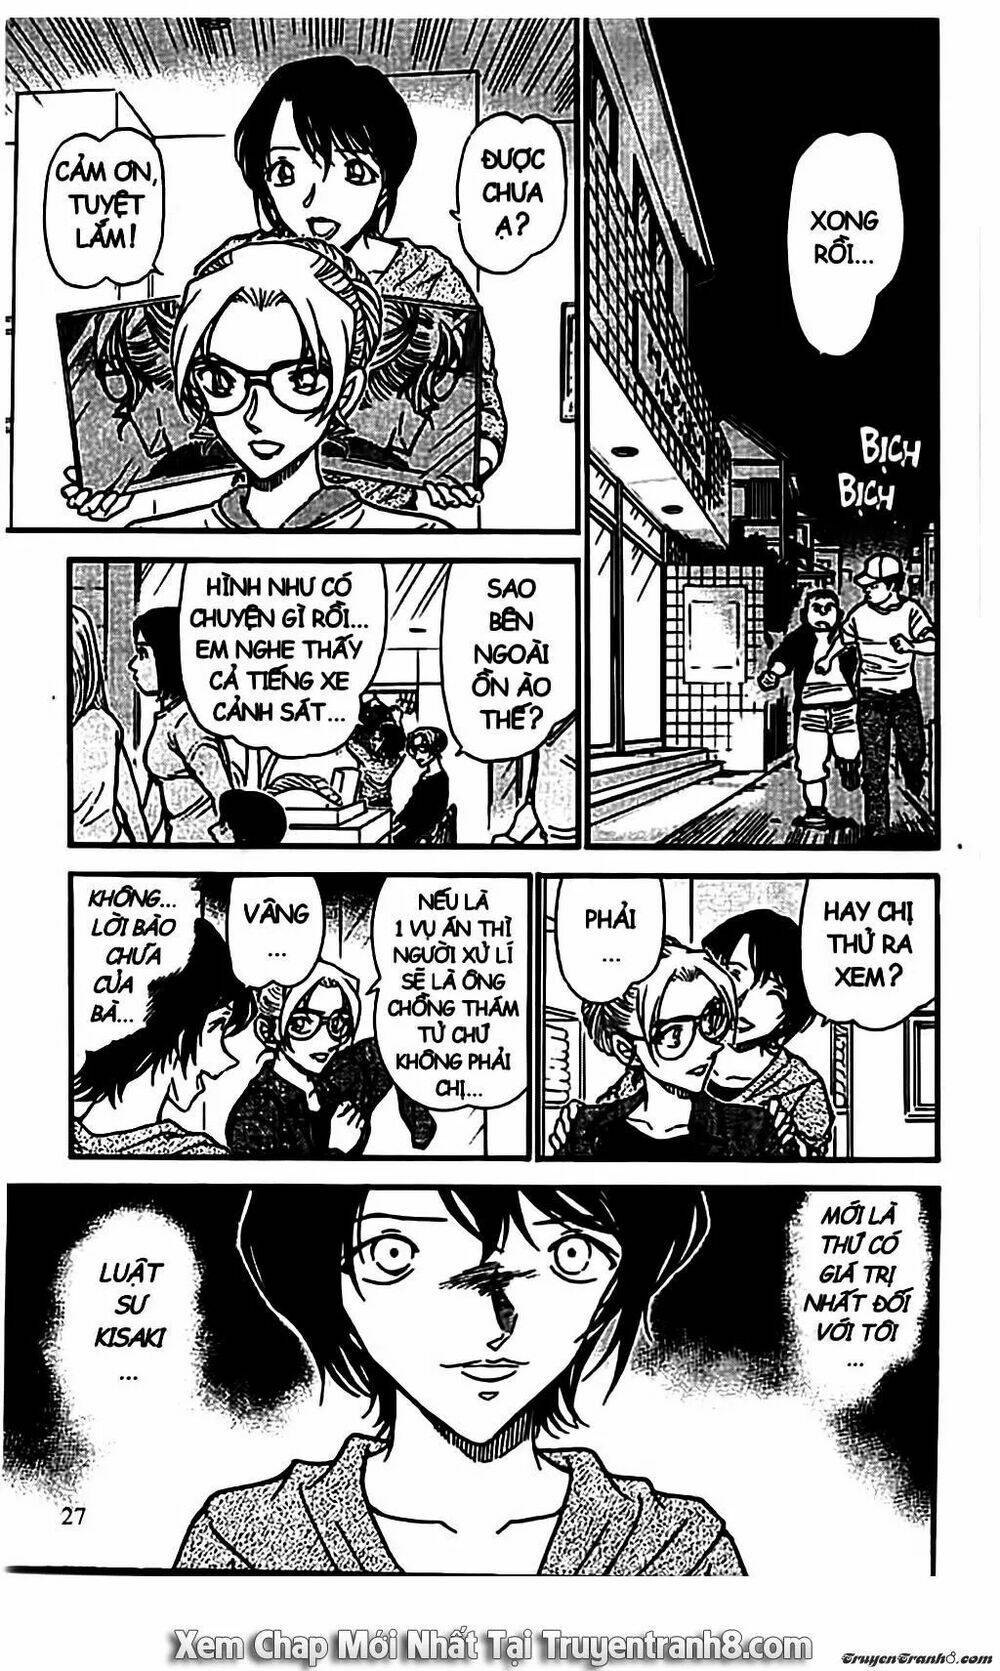 XONG
RỒI...
BỊCH
BỊCH
ĐƯỢC
CHƯA
Ạ?
CẢM ƠN,
TUYỆT
LẮM!
SAO
BÊN
NGOÀI
ỒN ÀO
THẾ?
HÌNH NHƯ CÓ
CHUYỆN GÌ RỒI...
EM NGHE THẤY
CẢ TIẾNG XE
CẢNH SÁT...
HAY CHỊ
THỬ RA
XEM?
PHẢI
...
NẾU LÀ
1 VỤ ÁN THÌ
NGƯỜI XỬ LÍ
SẼ LÀ ÔNG
CHỒNG THÁM
TỬ CHỨ
KHÔNG PHẢI
CHỊ...
VÂNG
...
KHÔNG...
LỜI BÀO
CHỮA
CỦA
BÀ...
MỚI LÀ
THỨ CÓ
GIÁ TRỊ
NHẤT ĐỐI
VỚI TÔI
...
LUẬT
SƯ
KISAKI
...
27
Xem Chap Mới Nhất Tại Truyentranh8.com
TruyenTranh8.com